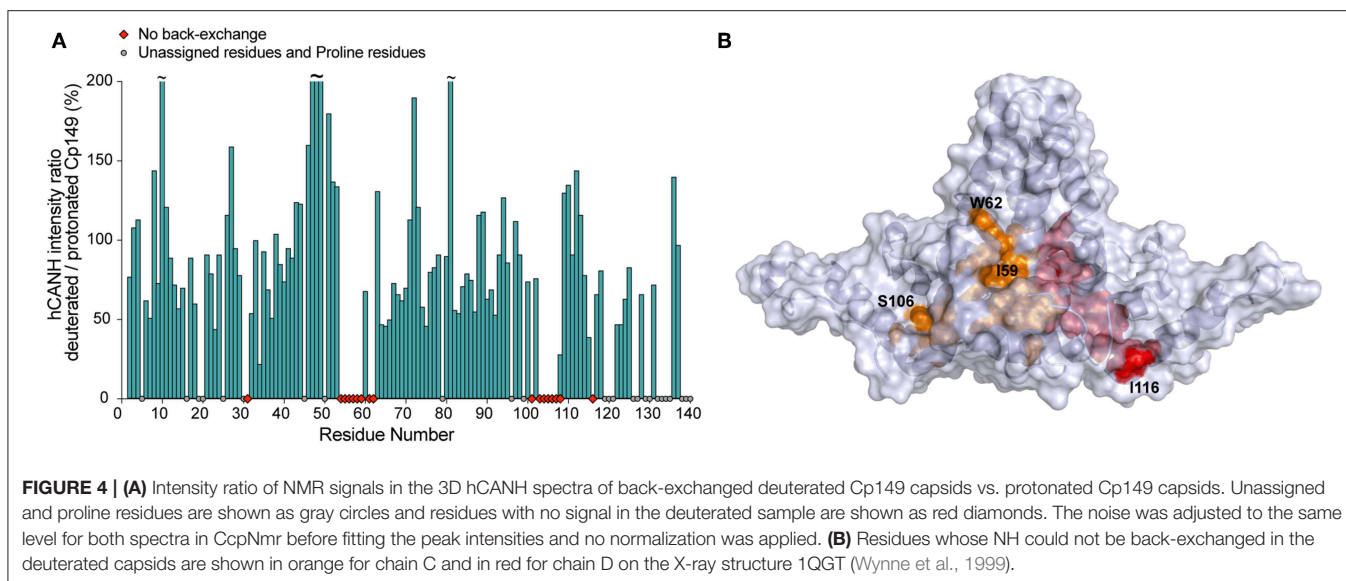 A
◆ No back-exchange
● Unassigned residues and Proline residues
hCANH intensity ratio
deuterated / protonated Cp149 (%)
200
150
100
50
0
~
~
~
0 10 20 30 40 50 60 70 80 90 100 110 120 130 140
Residue Number
B
W62
I59
S106
I116
FIGURE 4 | (A) Intensity ratio of NMR signals in the 3D hCANH spectra of back-exchanged deuterated Cp149 capsids vs. protonated Cp149 capsids. Unassigned
and proline residues are shown as gray circles and residues with no signal in the deuterated sample are shown as red diamonds. The noise was adjusted to the same
level for both spectra in CcpNmr before fitting the peak intensities and no normalization was applied. (B) Residues whose NH could not be back-exchanged in the
deuterated capsids are shown in orange for chain C and in red for chain D on the X-ray structure 1QGT (Wynne et al., 1999).